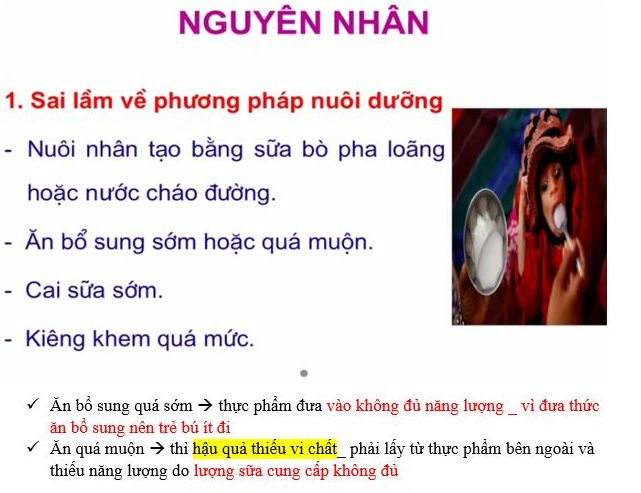 NGUYÊN NHÂN
1. Sai lầm về phương pháp nuôi dưỡng
- Nuôi nhân tạo bằng sữa bò pha loãng
hoặc nước cháo đường.
- Ăn bổ sung sớm hoặc quá muộn.
- Cai sữa sớm.
- Kiêng khem quá mức.
✓ Ăn bổ sung quá sớm → thực phẩm đưa vào không đủ năng lượng _ vì đưa thức
ăn bổ sung nên trẻ bú ít đi
✓ Ăn quá muộn → thì hậu quả thiếu vi chất_ phải lấy từ thực phẩm bên ngoài và
thiếu năng lượng do lượng sữa cung cấp không đủ